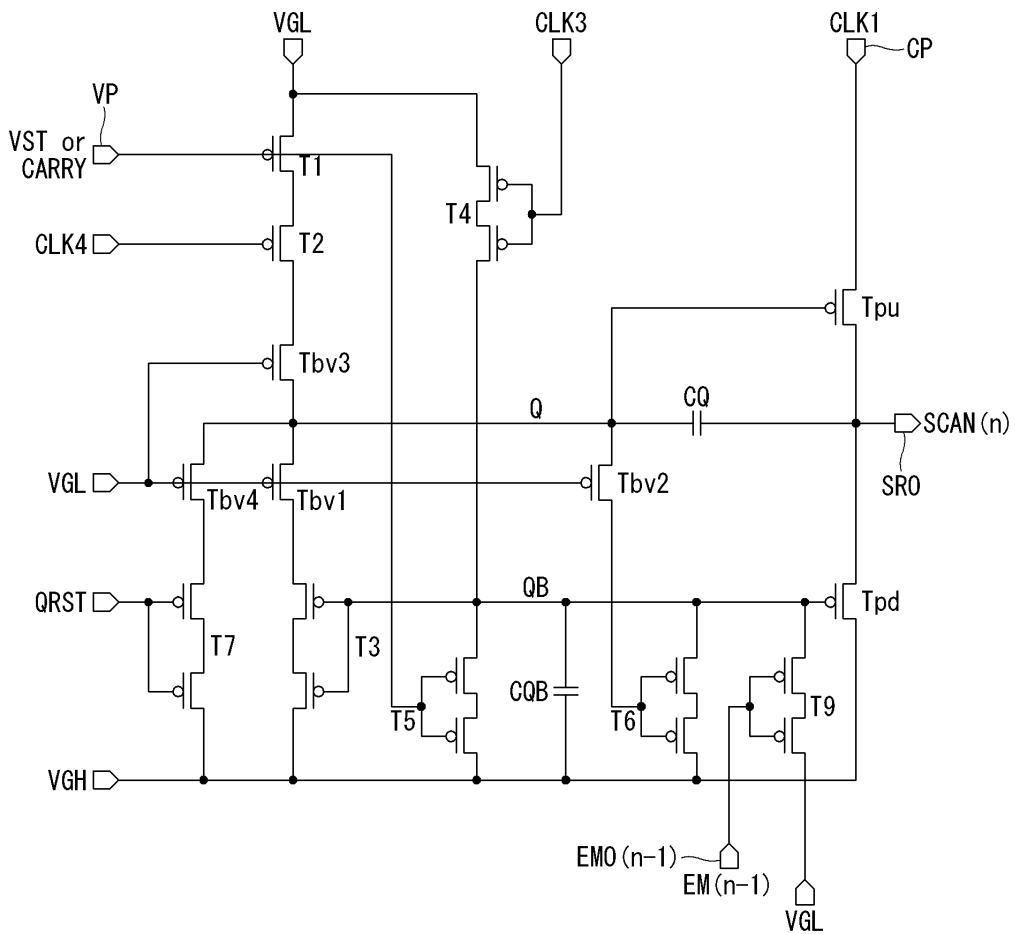 VGL
CLK3
CLK1
CP
VP
VST or
CARRY
T1
T4
CLK4
T2
Tpu
Tbv3
Q
CQ
SCAN(n)
VGL
Tbv4
Tbv1
Tbv2
SRO
QRST
QB
Tpd
T7
T3
CQB
T5
T6
T9
VGH
EMO(n-1)
EM(n-1)
VGL